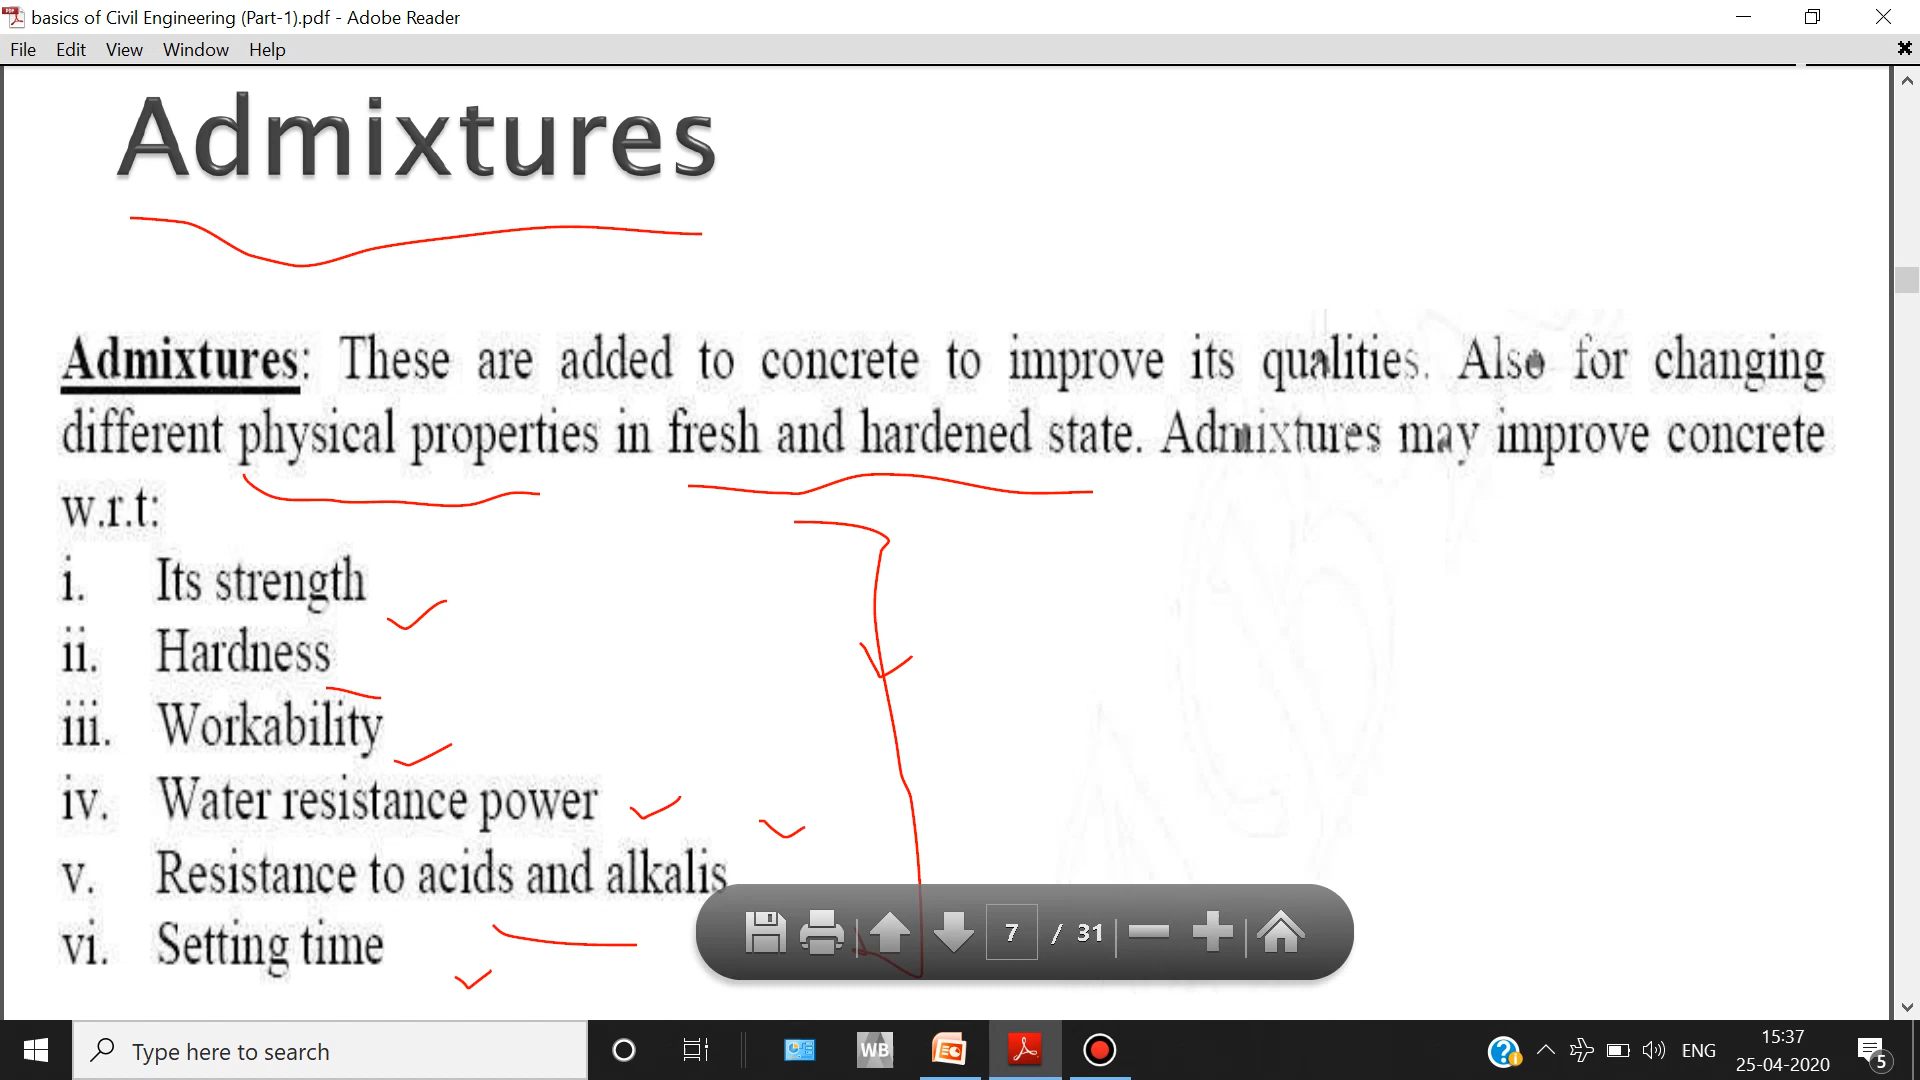 basics of Civil Engineering (Part-1).pdf - Adobe Reader
File Edit View Window Help
Admixtures
Admixtures: These are added to concrete to improve its qualities. Also for changing
different physical properties in fresh and hardened state. Admixtures may improve concrete
w.r.t:
i. Its strength
ii. Hardness
iii. Workability
iv. Water resistance power
v. Resistance to acids and alkalis
vi. Setting time
7 / 31
Type here to search
WB
ENG
15:37
25-04-2020
5